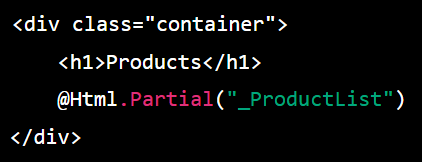 <div class="container">
    <h1>Products</h1>
    @Html.Partial("_ProductList")
</div>